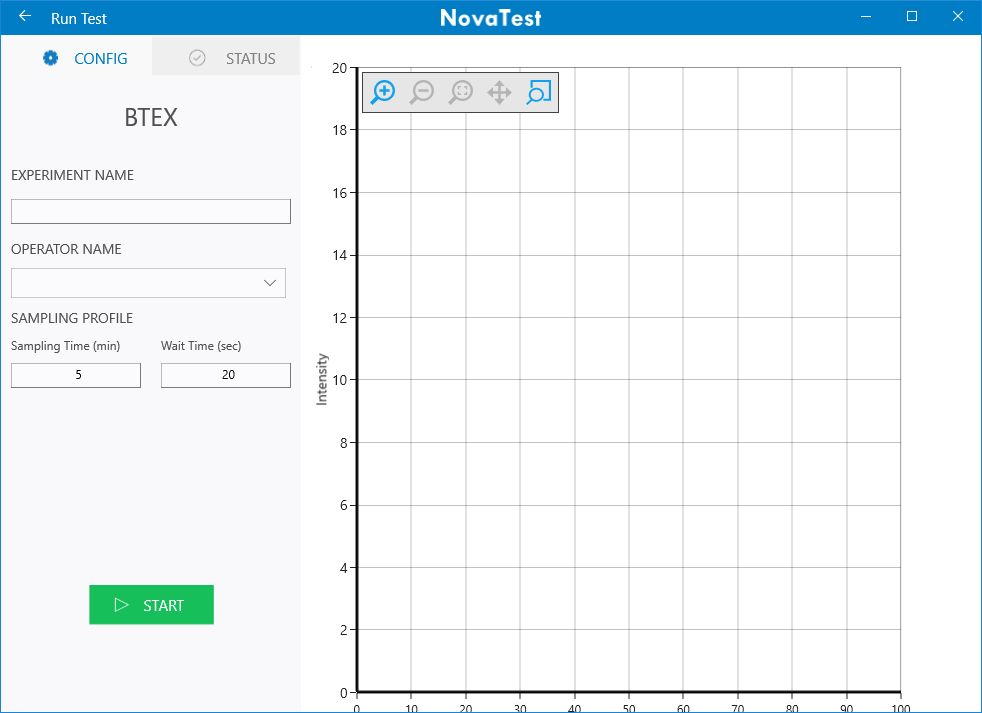 Run Test
NovaTest
CONFIG
STATUS
BTEX
EXPERIMENT NAME
OPERATOR NAME
SAMPLING PROFILE
Sampling Time (min) Wait Time (sec)
5 20
START
Intensity
20
18
16
14
12
10
8
6
4
2
0
0 10 20 30 40 50 60 70 80 90 100